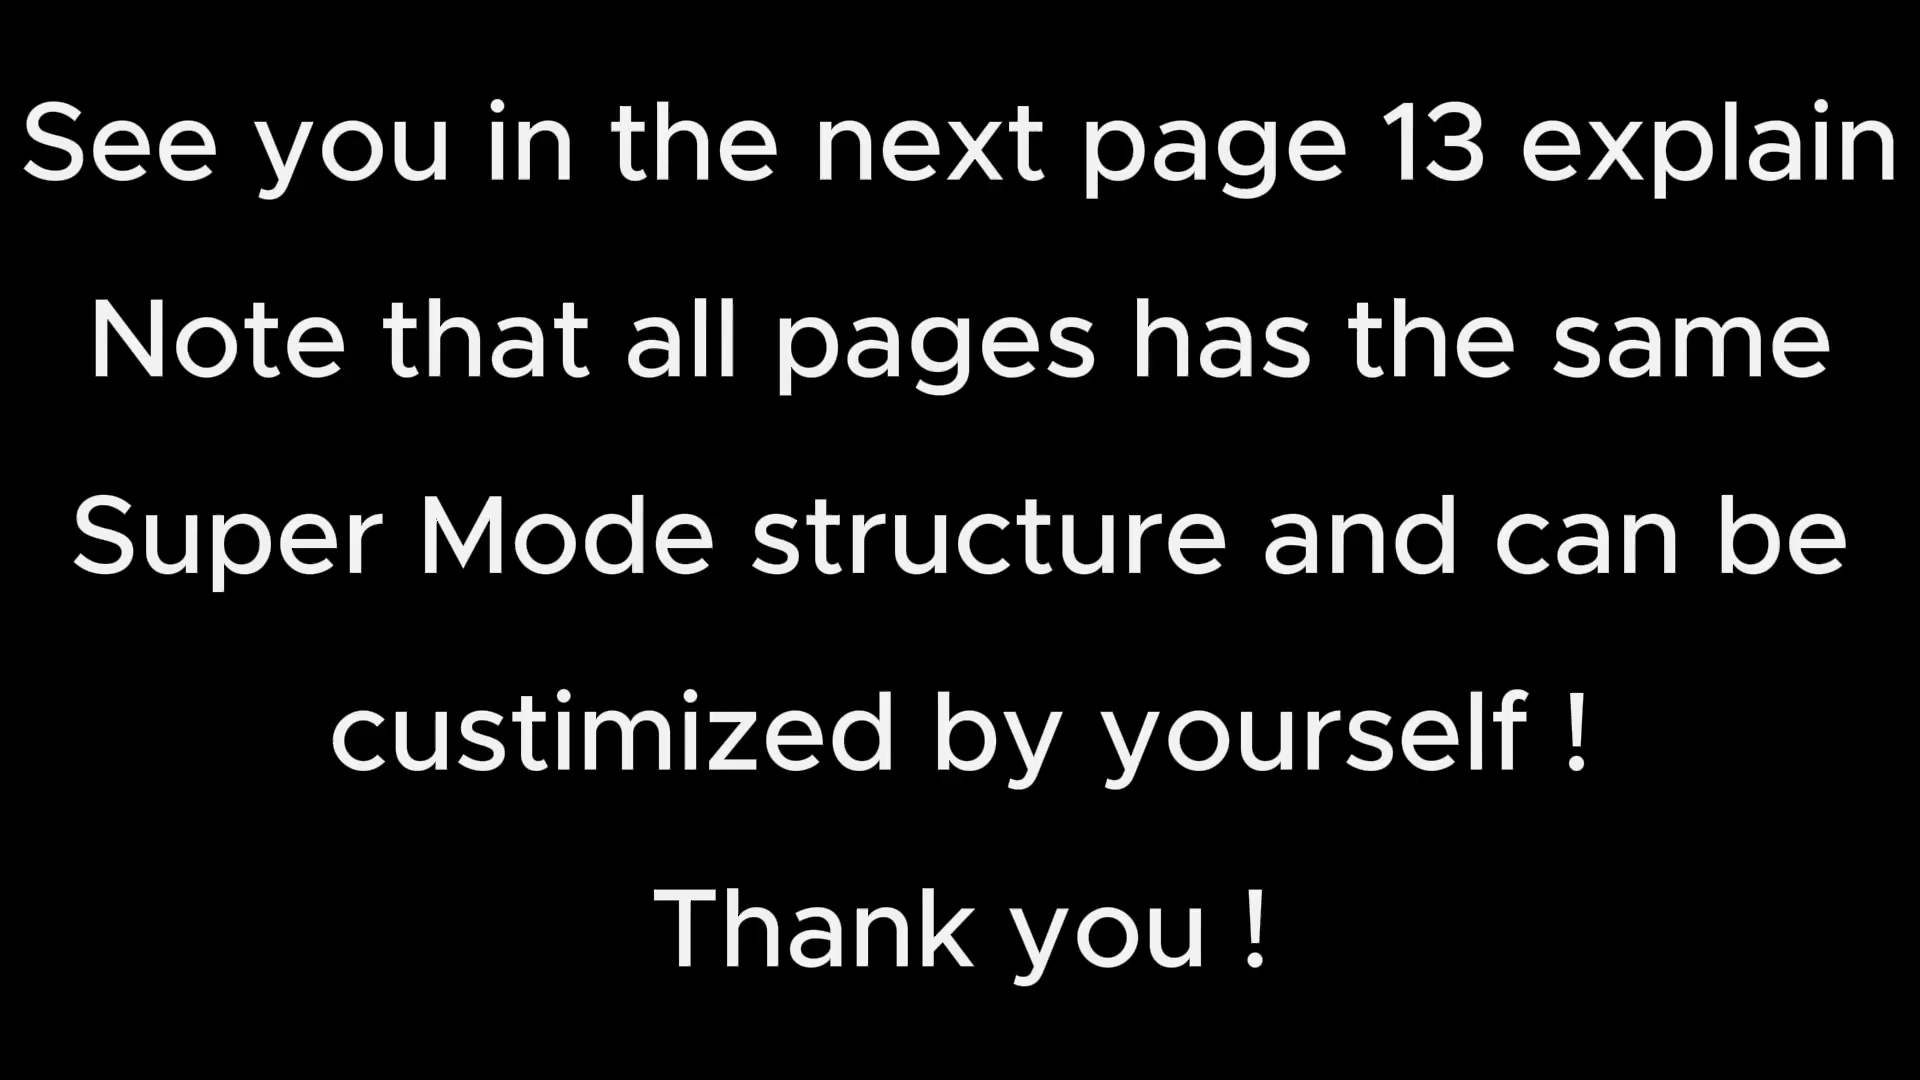 See you in the next page 13 explain
Note that all pages has the same
Super Mode structure and can be
custimized by yourself !
Thank you !